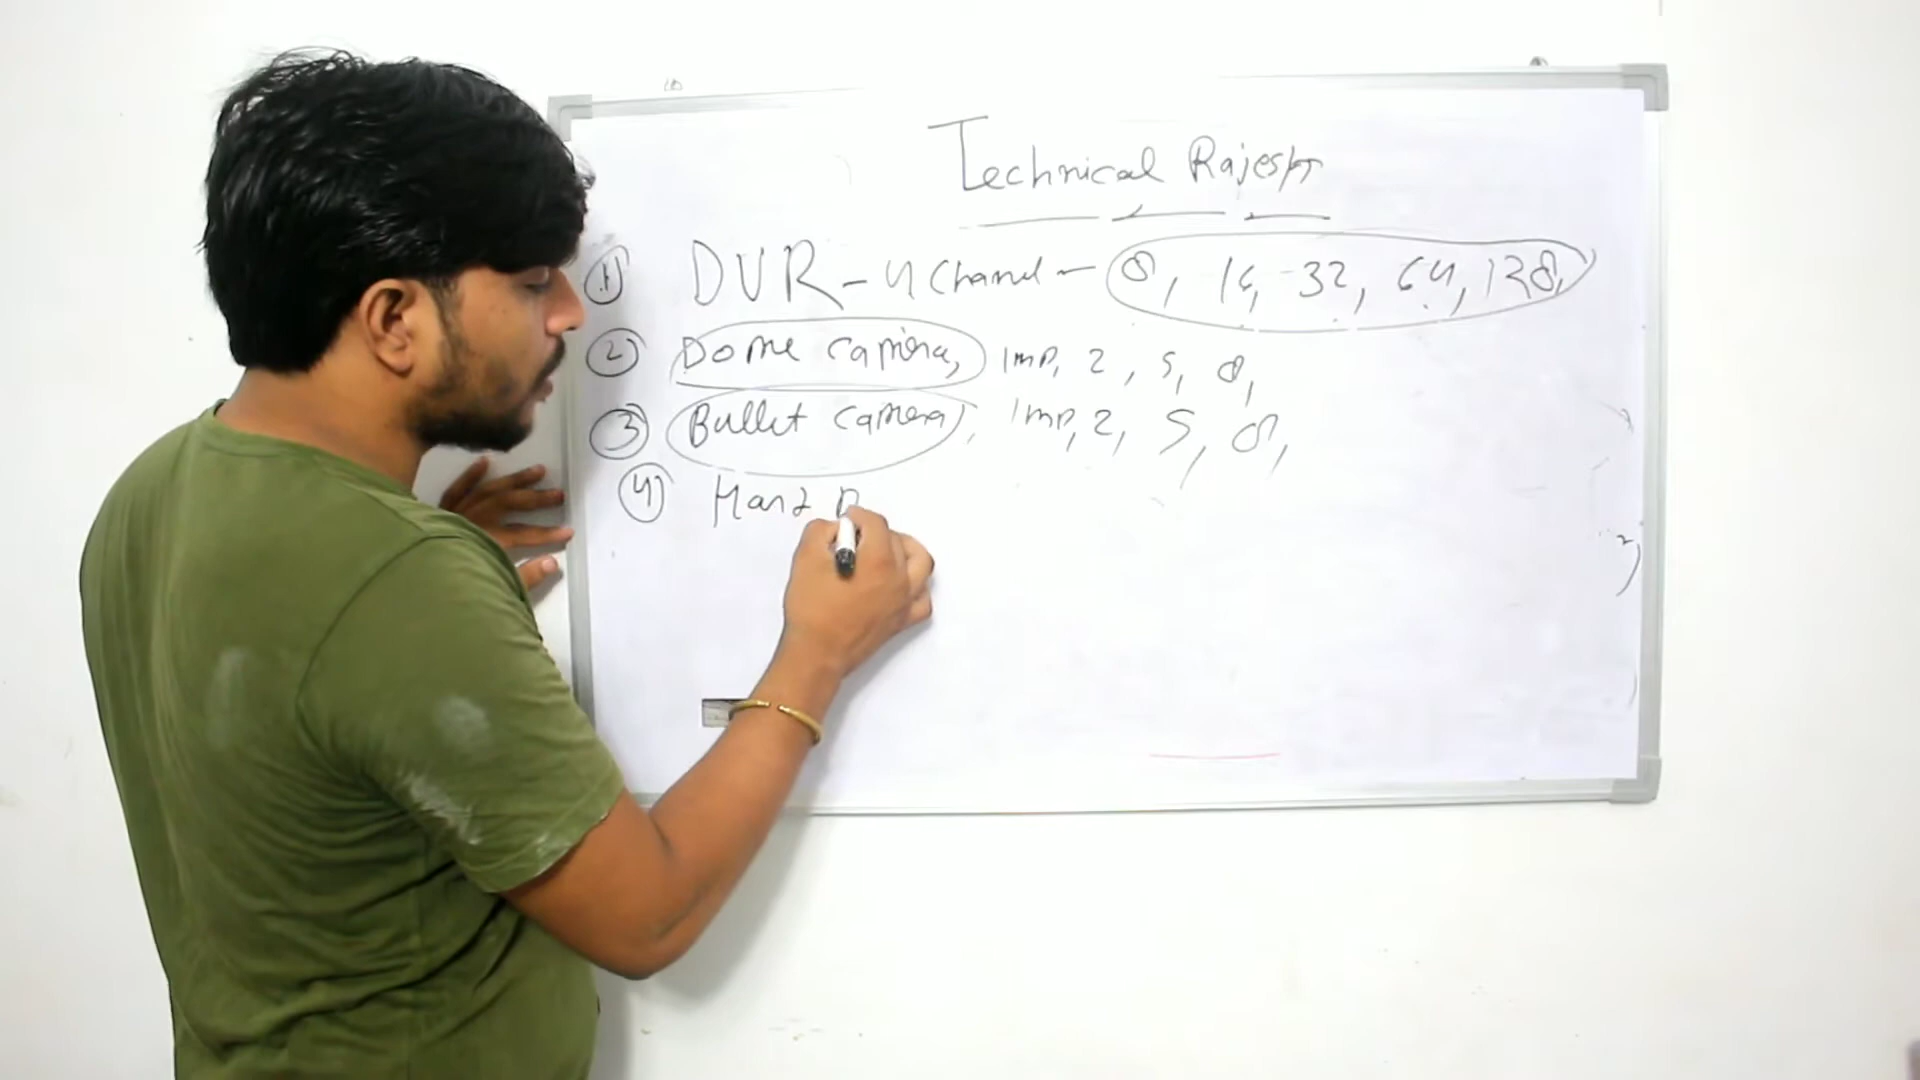 Technical Rajesh
1) DVR - 4 Channel - 8, 16, 32, 64, 128,
2) Dome camera, 1mp, 2, 5, 8,
3) Bullet camera, 1mp, 2, 5, 8,
4) Hard D